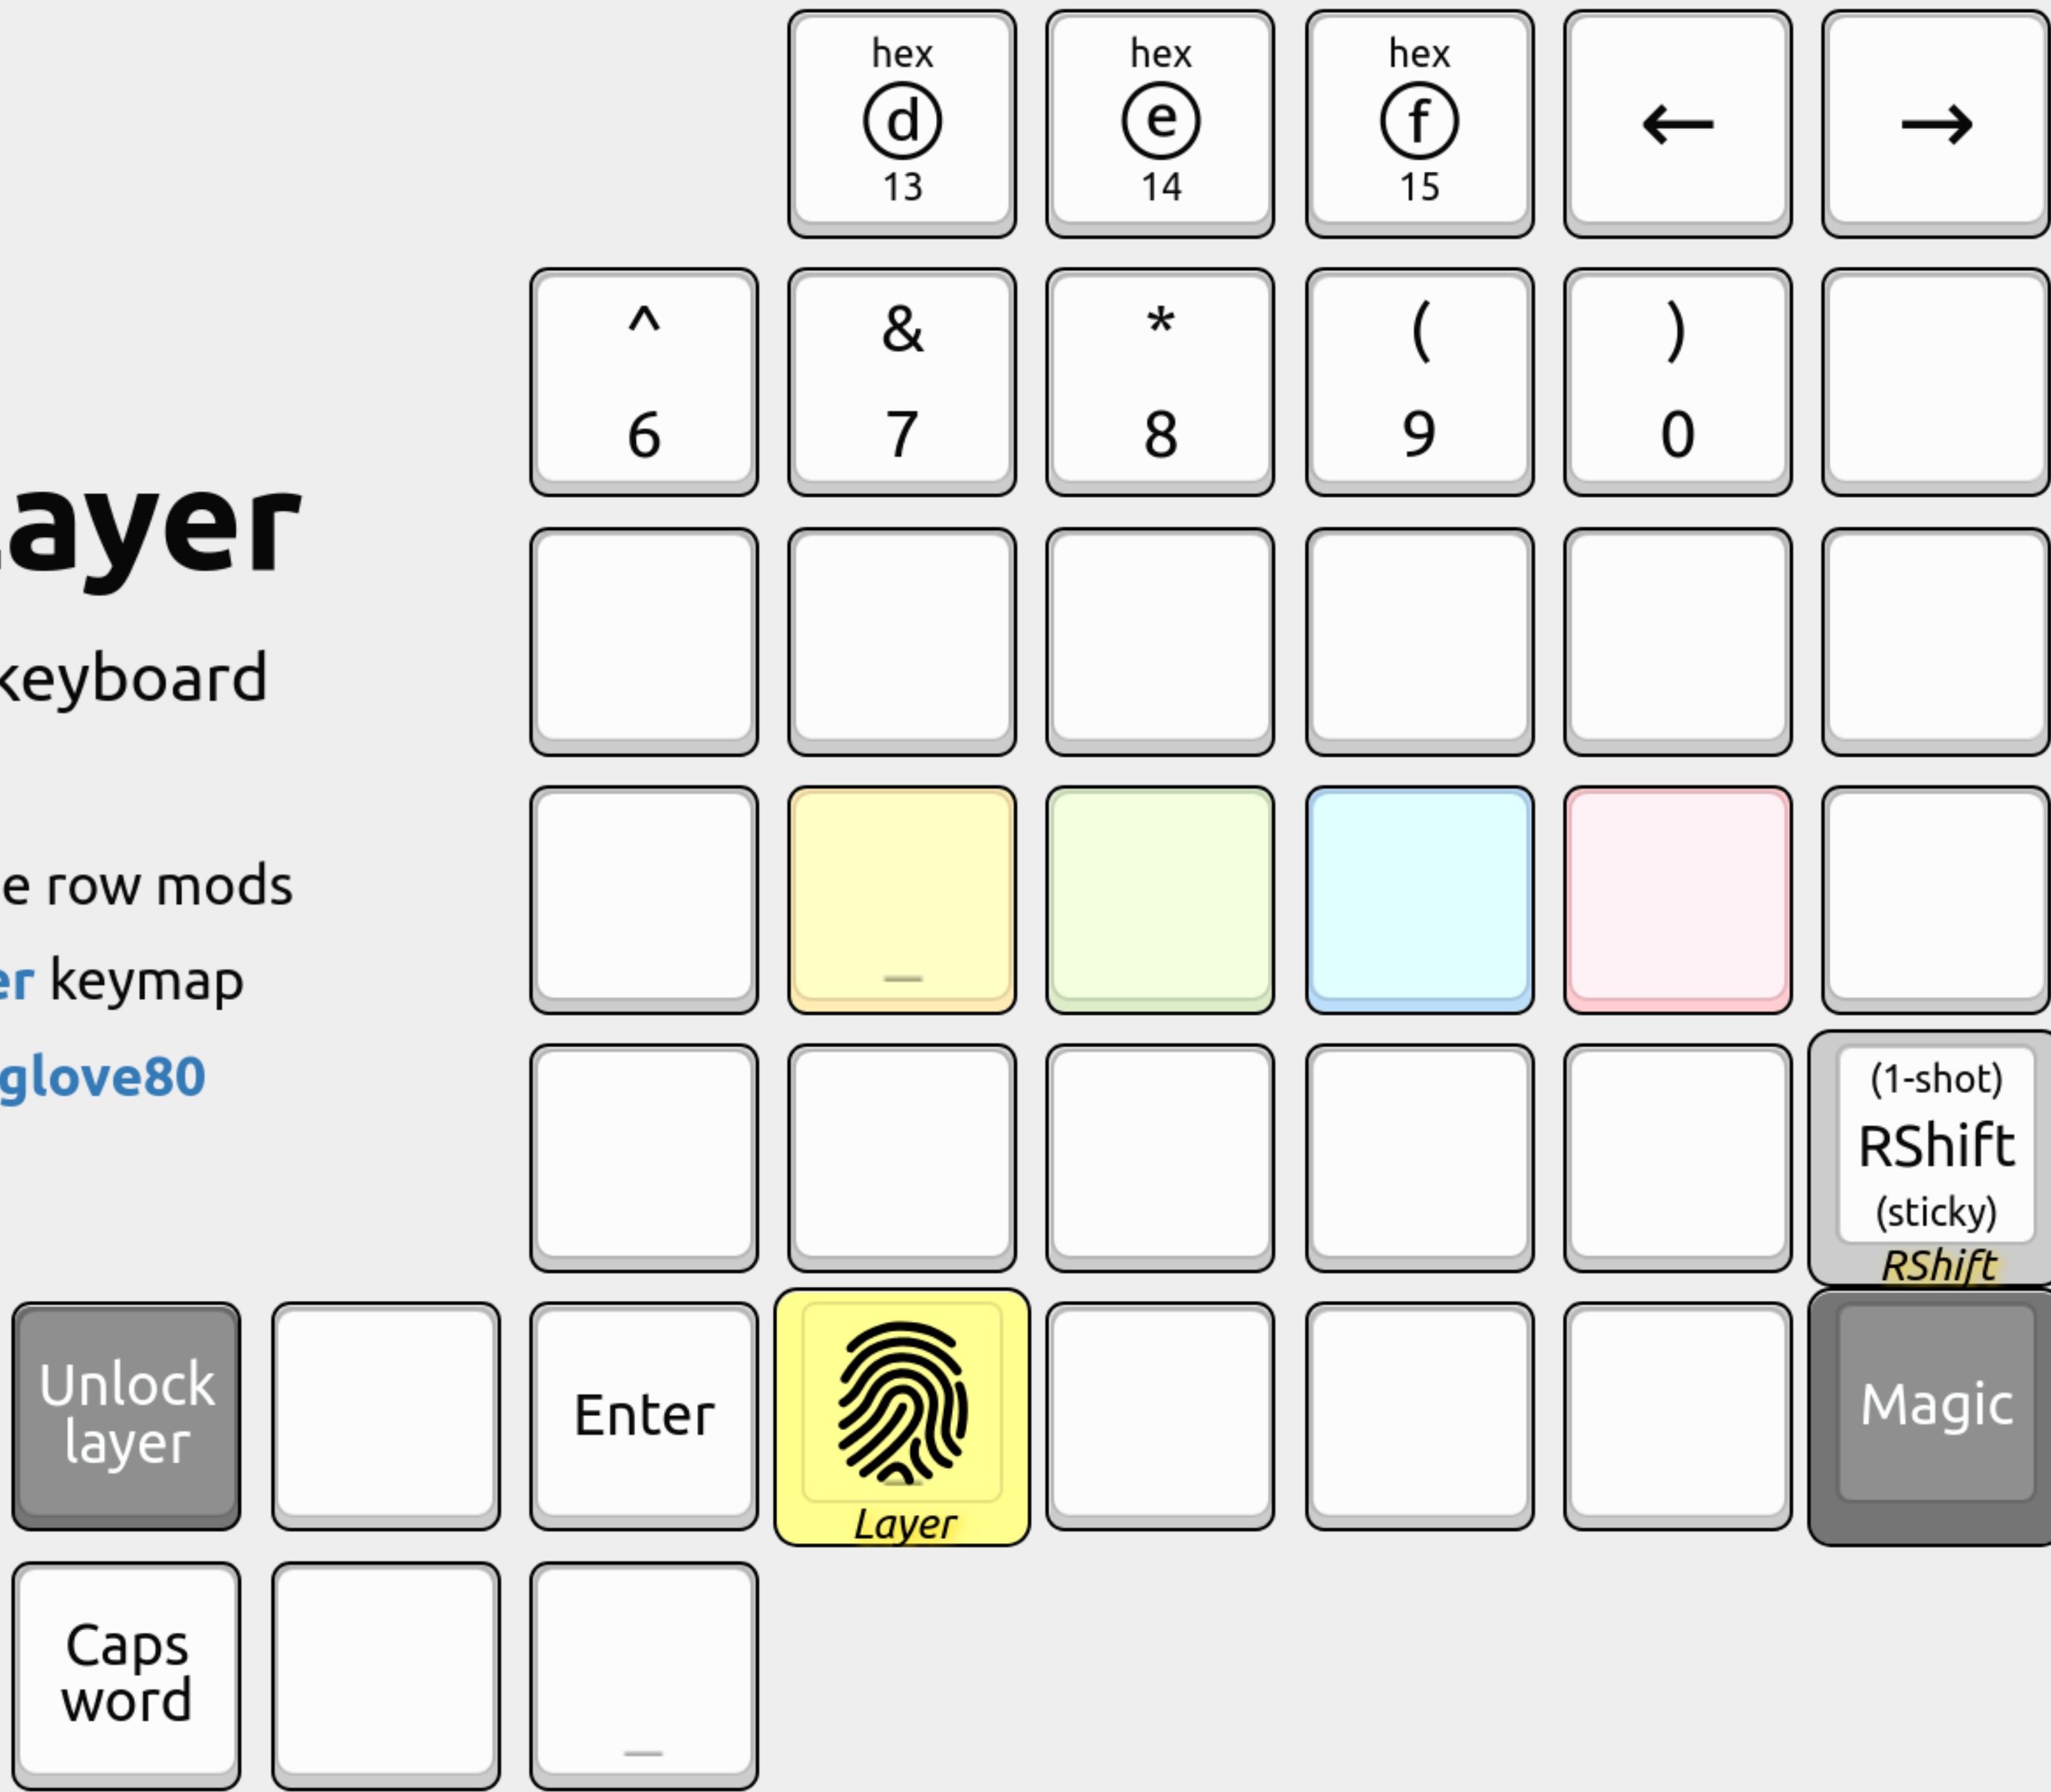 hex hex hex ← →
d e f
13 14 15
^ & * ( )
6 7 8 9 0
ayer
keyboard
e row mods
er keymap
glove80
(1-shot)
RShift
(sticky)
RShift
Unlock
layer
Enter
Layer
Magic
Caps
word